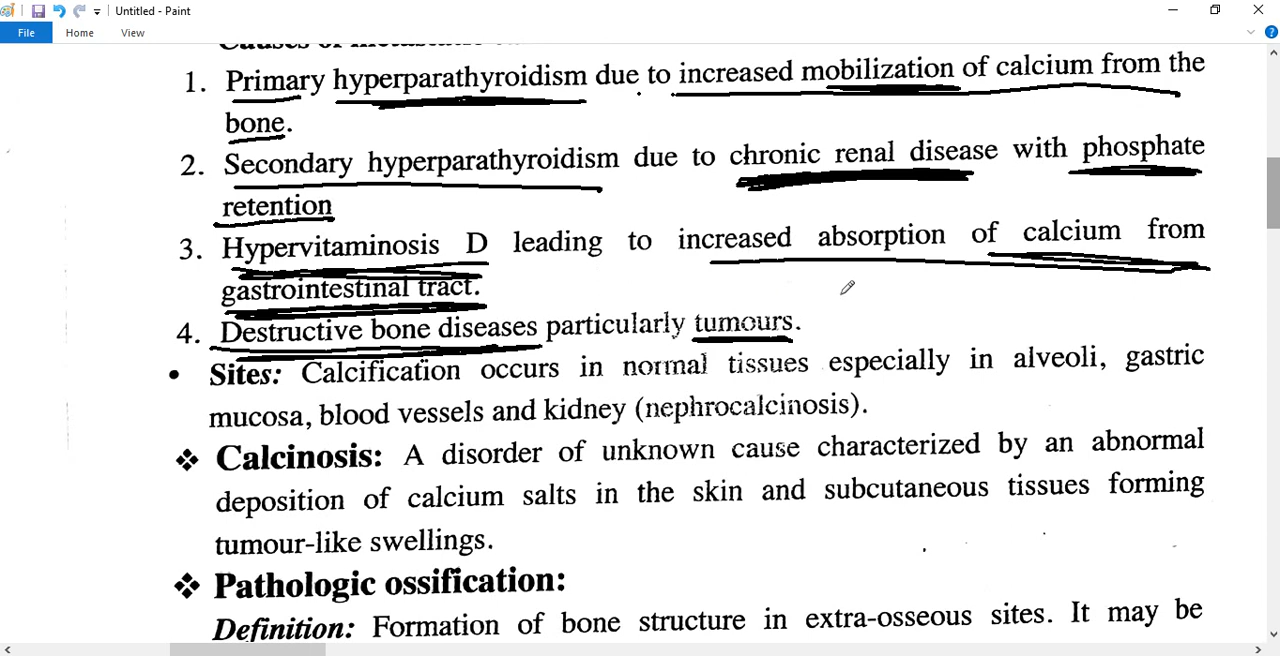 Untitled - Paint
File Home View
1. Primary hyperparathyroidism due to increased mobilization of calcium from the
bone.
2. Secondary hyperparathyroidism due to chronic renal disease with phosphate
retention
3. Hypervitaminosis D leading to increased absorption of calcium from
gastrointestinal tract.
4. Destructive bone diseases particularly tumours.
• Sites: Calcification occurs in normal tissues especially in alveoli, gastric
mucosa, blood vessels and kidney (nephrocalcinosis).
❖ Calcinosis: A disorder of unknown cause characterized by an abnormal
deposition of calcium salts in the skin and subcutaneous tissues forming
tumour-like swellings.
❖ Pathologic ossification:
Definition: Formation of bone structure in extra-osseous sites. It may be